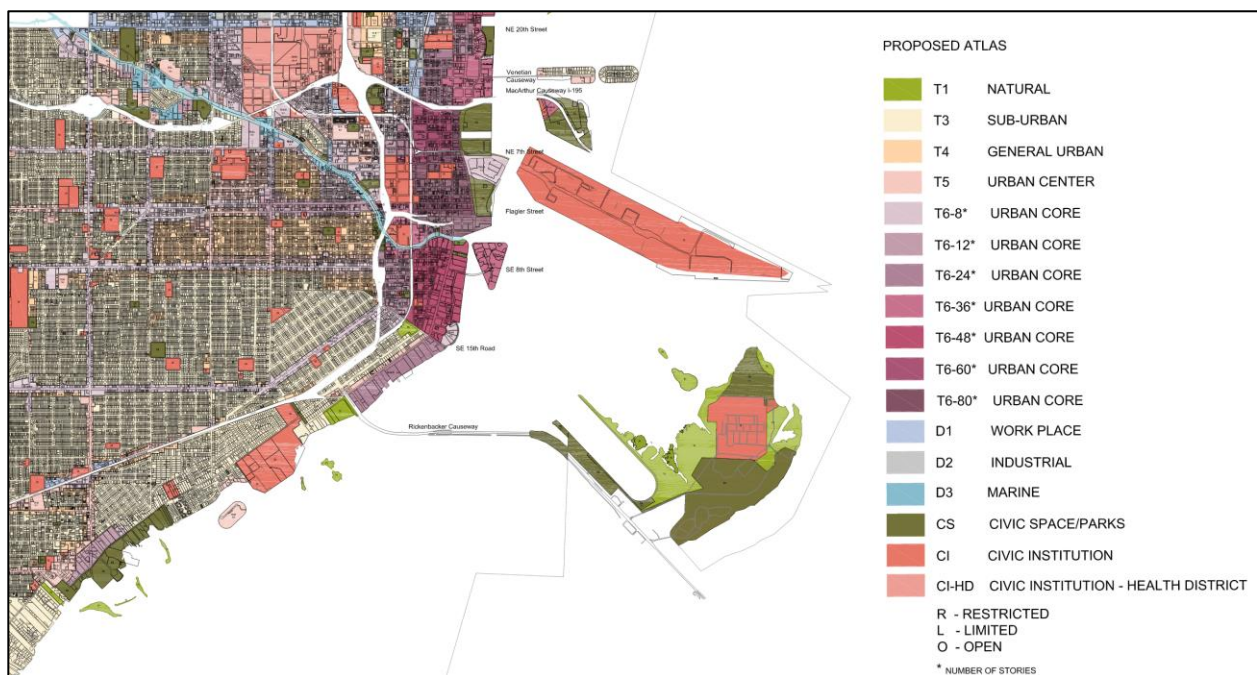 NE 20th Street
Venetian
Causeway
MacArthur Causeway I-195
NE 7th Street
Flagler Street
SE 8th Street
SE 15th Road
Rickenbacker Causeway
PROPOSED ATLAS
T1 NATURAL
T3 SUB-URBAN
T4 GENERAL URBAN
T5 URBAN CENTER
T6-8* URBAN CORE
T6-12* URBAN CORE
T6-24* URBAN CORE
T6-36* URBAN CORE
T6-48* URBAN CORE
T6-60* URBAN CORE
T6-80* URBAN CORE
D1 WORK PLACE
D2 INDUSTRIAL
D3 MARINE
CS CIVIC SPACE/PARKS
CI CIVIC INSTITUTION
CI-HD CIVIC INSTITUTION - HEALTH DISTRICT
R - RESTRICTED
L - LIMITED
O - OPEN
* NUMBER OF STORIES